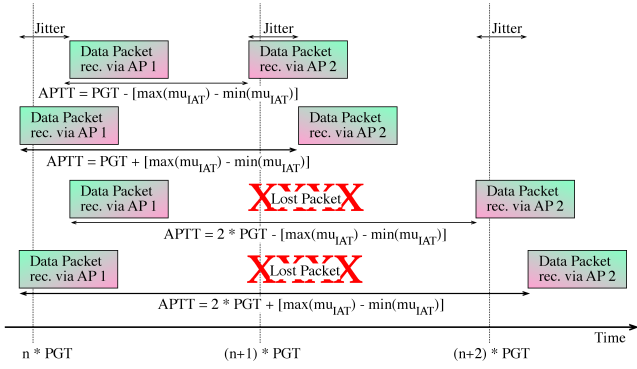 Jitter Jitter Jitter
Data Packet Data Packet
rec. via AP 1 rec. via AP 2
APTT = PGT - [max(mu_IAT) - min(mu_IAT)]
Data Packet Data Packet
rec. via AP 1 rec. via AP 2
APTT = PGT + [max(mu_IAT) - min(mu_IAT)]
Data Packet Data Packet
rec. via AP 1 XXXX Lost Packet rec. via AP 2
APTT = 2 * PGT - [max(mu_IAT) - min(mu_IAT)]
Data Packet Data Packet
rec. via AP 1 XXXX Lost Packet rec. via AP 2
APTT = 2 * PGT + [max(mu_IAT) - min(mu_IAT)]
Time
n * PGT (n+1) * PGT (n+2) * PGT